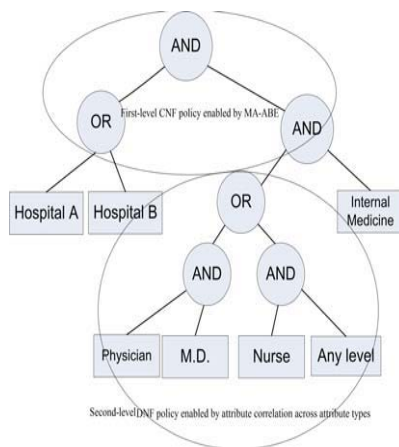 AND
OR
First-level CNF policy enabled by MA-ABE
AND
Hospital A
Hospital B
OR
Internal
Medicine
AND
AND
Physician
M.D.
Nurse
Any level
Second-level DNF policy enabled by attribute correlation across attribute types